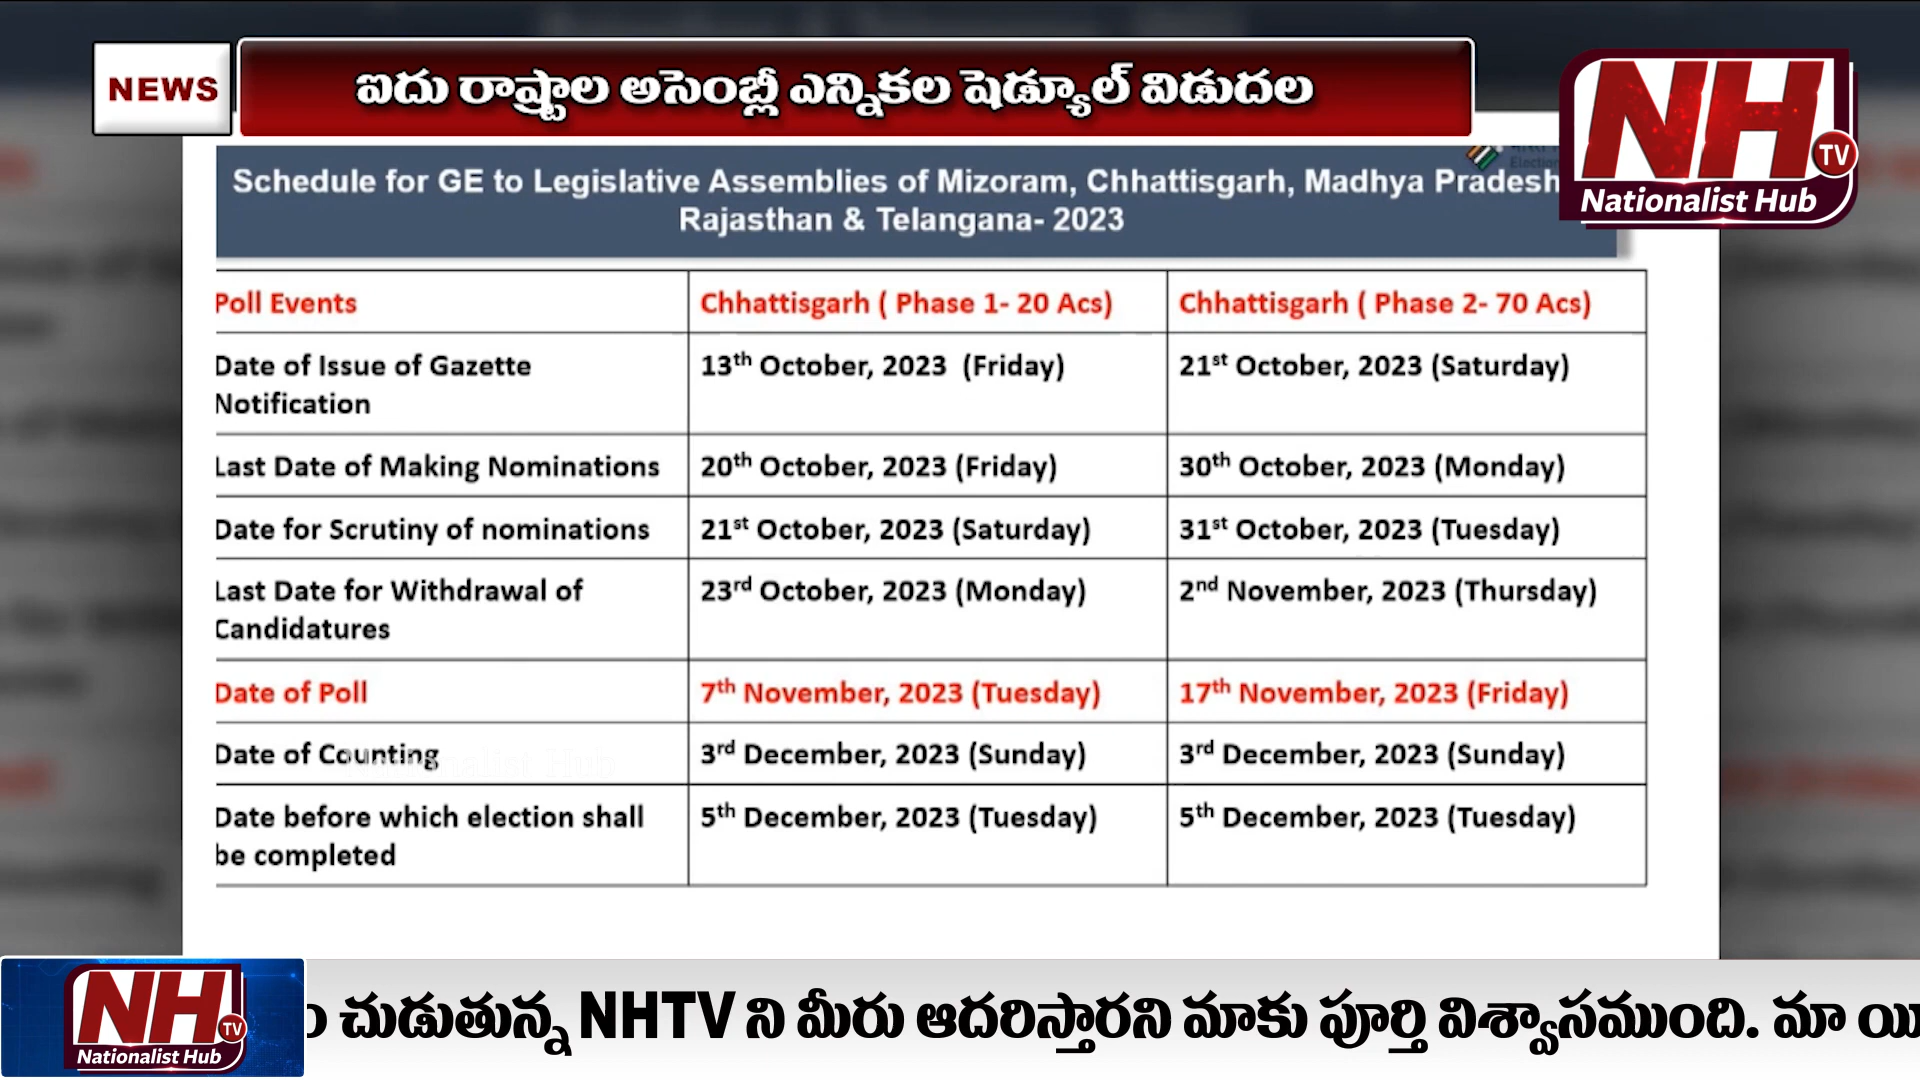 NEWS
ఐదు రాష్ట్రాల అసెంబ్లీ ఎన్నికల షెడ్యూల్ విడుదల
NH
TV
Nationalist Hub
Schedule for GE to Legislative Assemblies of Mizoram, Chhattisgarh, Madhya Pradesh
Rajasthan & Telangana- 2023
Poll Events
Chhattisgarh ( Phase 1- 20 Acs)
Chhattisgarh ( Phase 2- 70 Acs)
Date of Issue of Gazette
Notification
13th October, 2023 (Friday)
21st October, 2023 (Saturday)
Last Date of Making Nominations
20th October, 2023 (Friday)
30th October, 2023 (Monday)
Date for Scrutiny of nominations
21st October, 2023 (Saturday)
31st October, 2023 (Tuesday)
Last Date for Withdrawal of
Candidatures
23rd October, 2023 (Monday)
2nd November, 2023 (Thursday)
Date of Poll
7th November, 2023 (Tuesday)
17th November, 2023 (Friday)
Date of Counting
3rd December, 2023 (Sunday)
3rd December, 2023 (Sunday)
Nationalist Hub
Date before which election shall
be completed
5th December, 2023 (Tuesday)
5th December, 2023 (Tuesday)
NH
TV
Nationalist Hub
చుడుతున్న NHTV ని మీరు ఆదరిస్తారని మాకు పూర్తి విశ్వాసముంది. మా